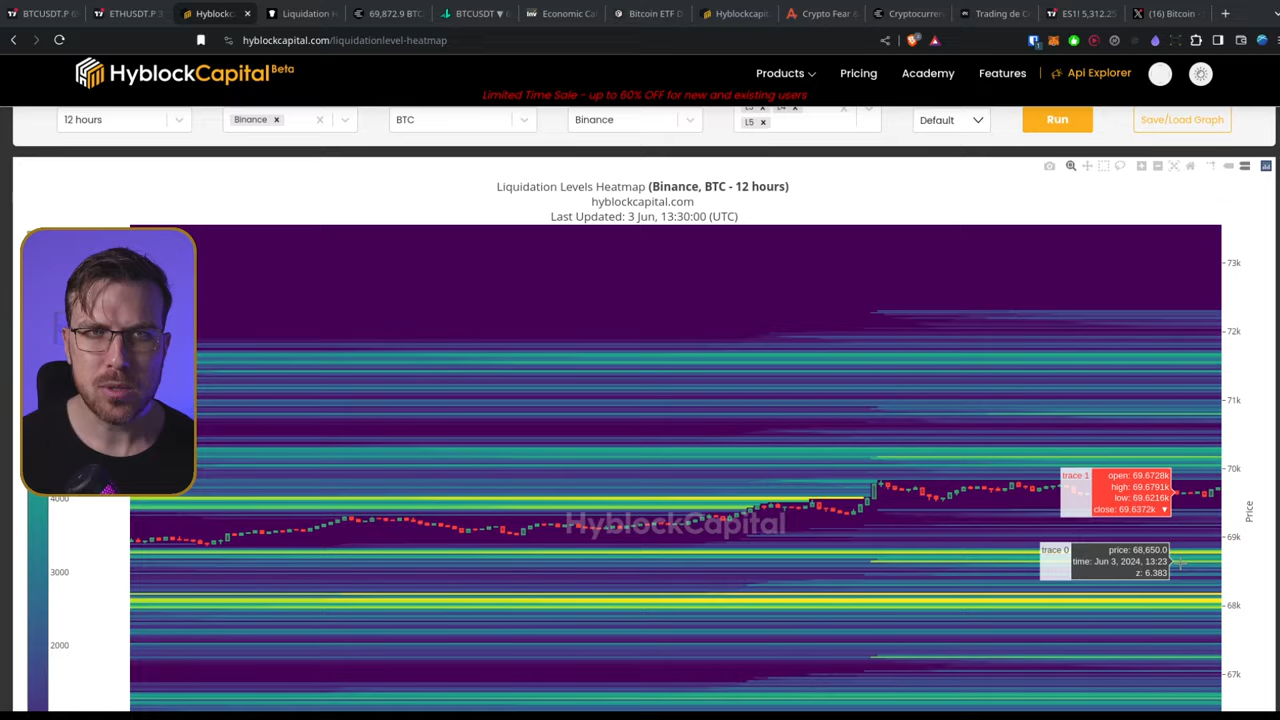 BTCUSDT.P 6
ETHUSDT.P 3
Hyblockca
Liquidation H
69,872.9 BTC
BTCUSDT ▼ 6
Economic Cal
Bitcoin ETF D
Hyblockcapit
Crypto Fear &
Cryptocurren
Trading de C
ES1! 5,312.25
(16) Bitcoin -
hyblockcapital.com/liquidationlevel-heatmap
HyblockCapital Beta
Products
Pricing
Academy
Features
Api Explorer
Limited Time Sale - up to 60% OFF for new and existing users
12 hours
Binance ×
BTC
Binance
L5 ×
Default
Run
Save/Load Graph
Liquidation Levels Heatmap (Binance, BTC - 12 hours)
hyblockcapital.com
Last Updated: 3 Jun, 13:30:00 (UTC)
73k
72k
71k
70k
69k
68k
67k
Price
4000
3000
2000
HyblockCapital
trace 1
open: 69.6728k
high: 69.6791k
low: 69.6216k
close: 69.6372k ▼
trace 0
price: 68,650.0
time: Jun 3, 2024, 13:23
z: 6.383